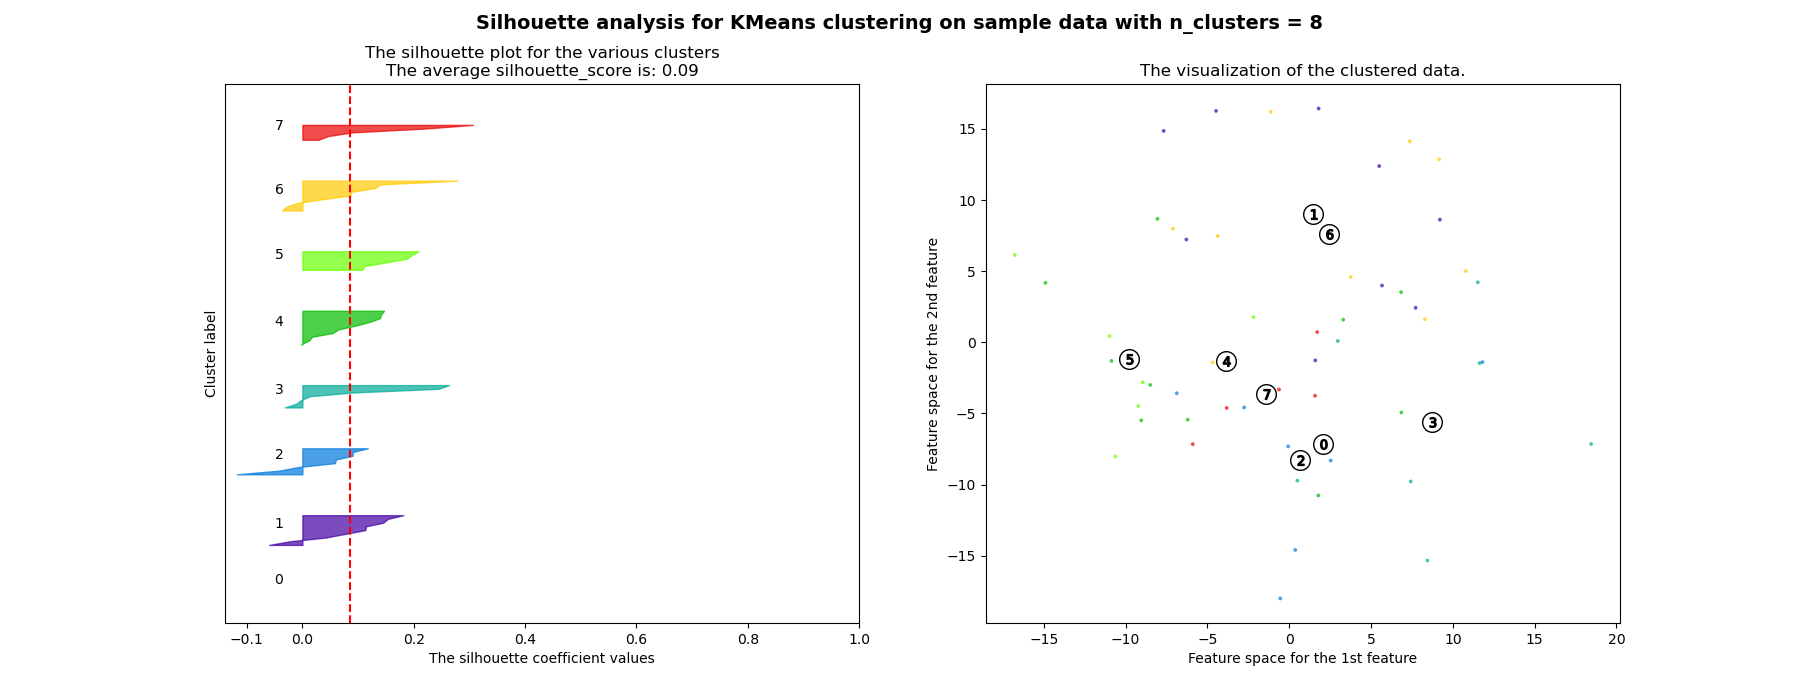 Silhouette analysis for KMeans clustering on sample data with n_clusters = 8
The silhouette plot for the various clusters
The average silhouette_score is: 0.09
7
6
5
4
3
2
1
0
Cluster label
−0.1 0.0 0.2 0.4 0.6 0.8 1.0
The silhouette coefficient values
The visualization of the clustered data.
15
10
5
0
−5
−10
−15
Feature space for the 2nd feature
1
6
5
4
7
3
0
2
−15 −10 −5 0 5 10 15 20
Feature space for the 1st feature